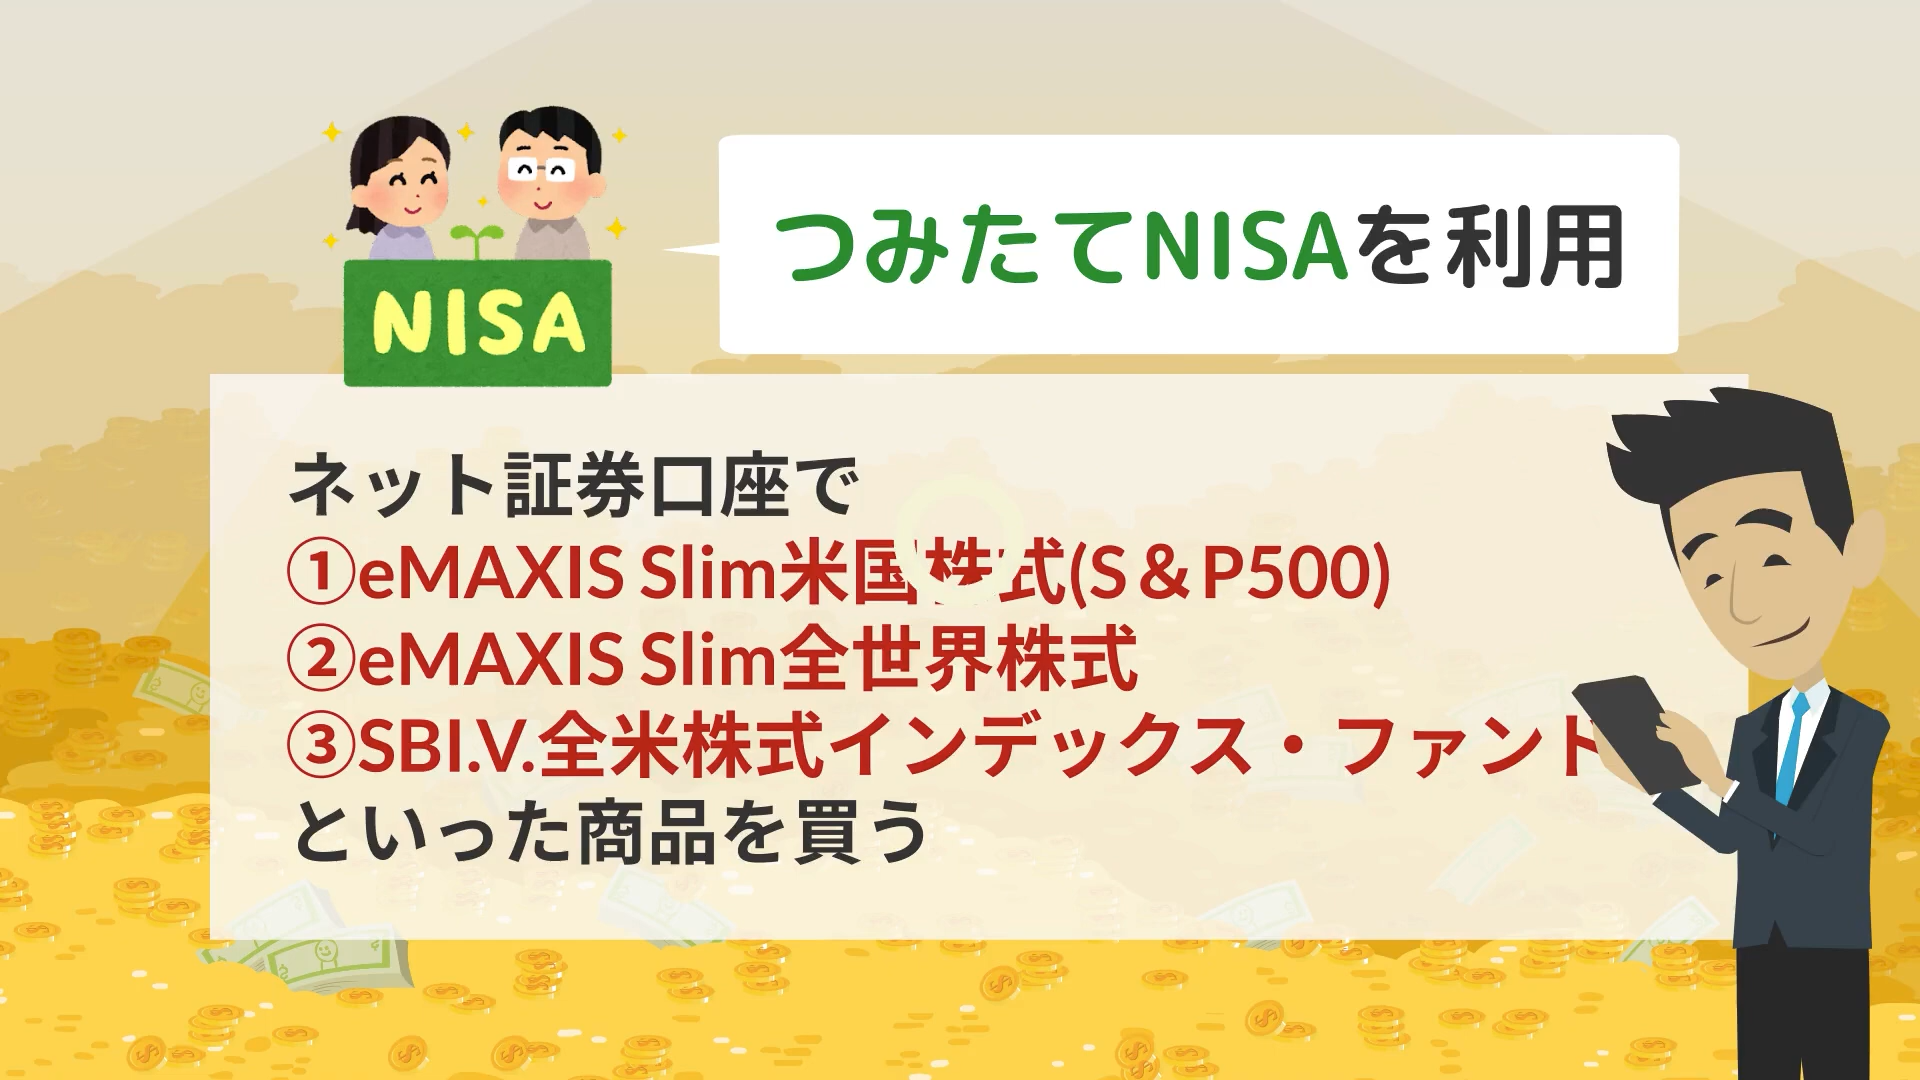 NISA
つみたてNISAを利用
ネット証券口座で
①eMAXIS Slim米国株式(S&P500)
②eMAXIS Slim全世界株式
③SBI.V.全米株式インデックス・ファンド
といった商品を買う